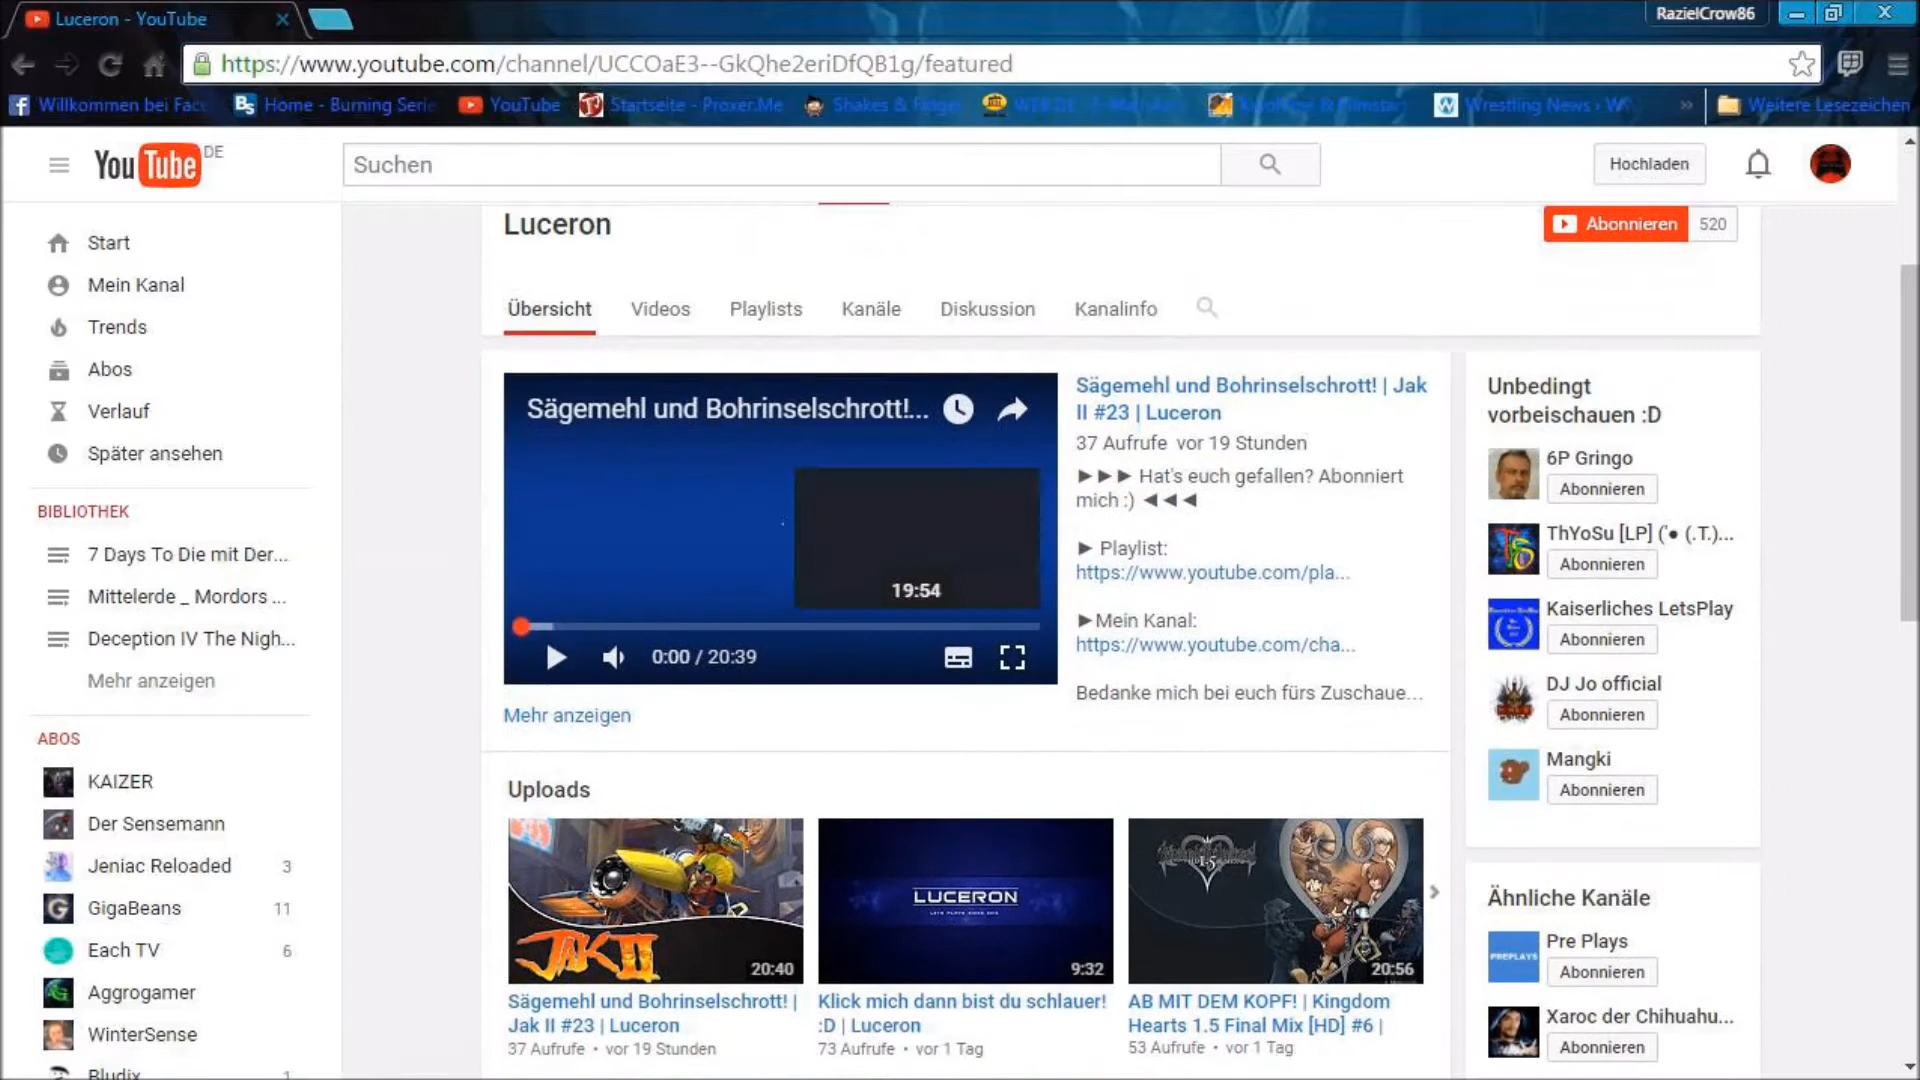 Luceron - YouTube
RazielCrow86
https://www.youtube.com/channel/UCCOaE3--GkQhe2eriDfQB1g/featured
Willkommen bei Face
Home - Burning Serie
YouTube
Startseite - Proxer.Me
Shakes & Fidget
Wrestling News › W
»
Weitere Lesezeichen
YouTube DE
Suchen
Hochladen
Start
Mein Kanal
Trends
Abos
Verlauf
Später ansehen
BIBLIOTHEK
7 Days To Die mit Der...
Mittelerde _ Mordors ...
Deception IV The Nigh...
Mehr anzeigen
ABOS
KAIZER
Der Sensemann
Jeniac Reloaded 3
GigaBeans 11
Each TV 6
Aggrogamer
WinterSense
Bludix 1
Luceron
Abonnieren 520
Übersicht
Videos
Playlists
Kanäle
Diskussion
Kanalinfo
Sägemehl und Bohrinselschrott!...
19:54
0:00 / 20:39
Sägemehl und Bohrinselschrott! | Jak
II #23 | Luceron
37 Aufrufe vor 19 Stunden
►►► Hat's euch gefallen? Abonniert
mich :) ◄◄◄
► Playlist:
https://www.youtube.com/pla...
►Mein Kanal:
https://www.youtube.com/cha...
Bedanke mich bei euch fürs Zuschaue...
Mehr anzeigen
Uploads
JAK II
20:40
Sägemehl und Bohrinselschrott! |
Jak II #23 | Luceron
37 Aufrufe • vor 19 Stunden
LUCERON
9:32
Klick mich dann bist du schlauer!
:D | Luceron
73 Aufrufe • vor 1 Tag
20:56
AB MIT DEM KOPF! | Kingdom
Hearts 1.5 Final Mix [HD] #6 |
53 Aufrufe • vor 1 Tag
Unbedingt
vorbeischauen :D
6P Gringo
Abonnieren
ThYoSu [LP] ('● (.T.)...
Abonnieren
Kaiserliches LetsPlay
Abonnieren
DJ Jo official
Abonnieren
Mangki
Abonnieren
Ähnliche Kanäle
PREPLAYS
Pre Plays
Abonnieren
Xaroc der Chihuahu...
Abonnieren